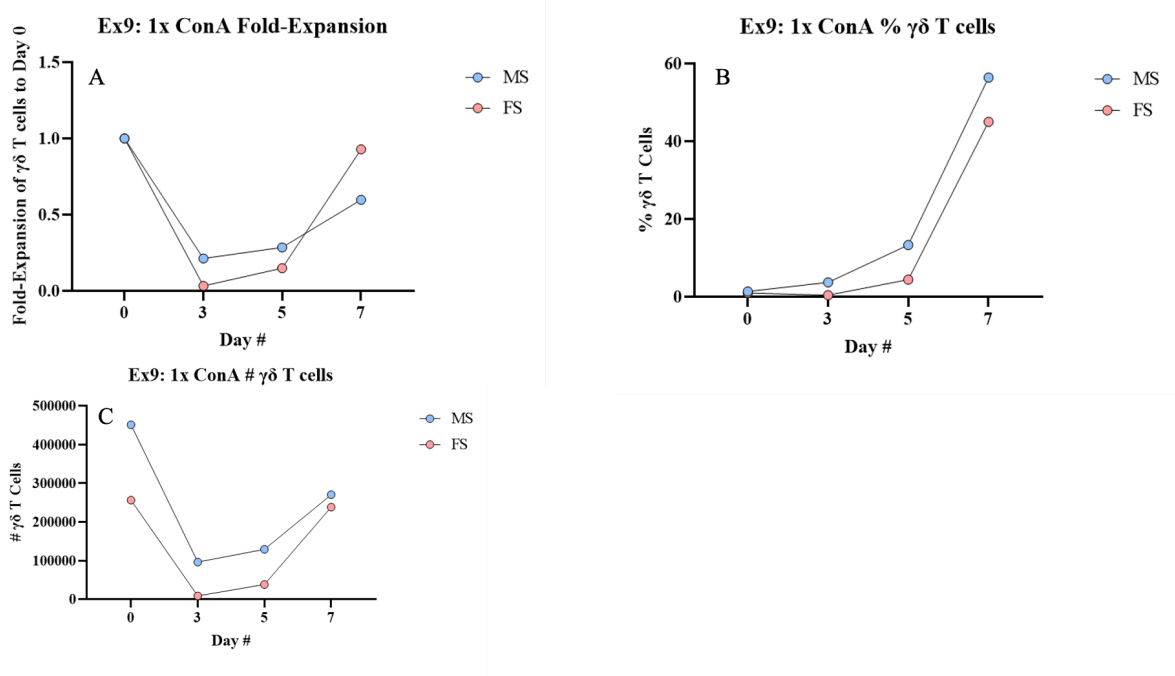 Ex9: 1x ConA Fold-Expansion
Fold-Expansion of γδ T cells to Day 0
A
1.5
1.0
0.5
0.0
0
3
5
7
Day #
MS
FS
Ex9: 1x ConA % γδ T cells
% γδ T Cells
B
60
40
20
0
0
3
5
7
Day #
MS
FS
Ex9: 1x ConA # γδ T cells
# γδ T Cells
C
500000
400000
300000
200000
100000
0
0
3
5
7
Day #
MS
FS